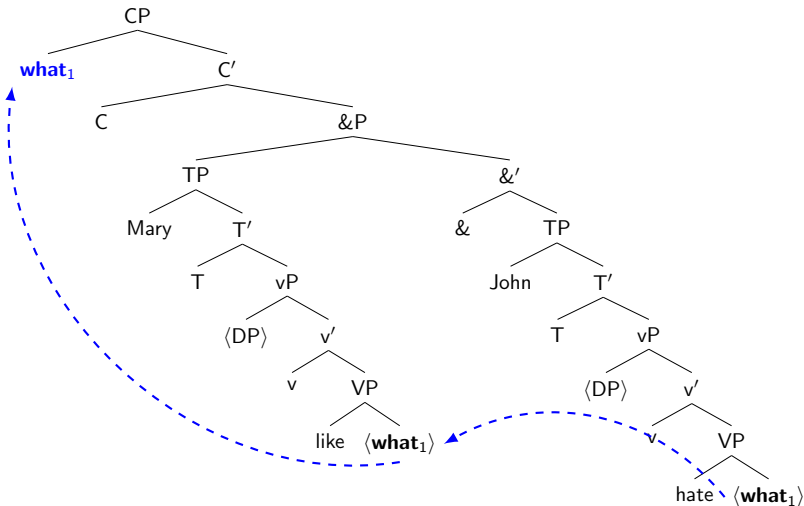 CP
what₁ C′
C &P
TP &′
Mary T′ & TP
T vP John T′
⟨DP⟩ v′ T vP
v VP ⟨DP⟩ v′
like ⟨what₁⟩ v VP
hate ⟨what₁⟩